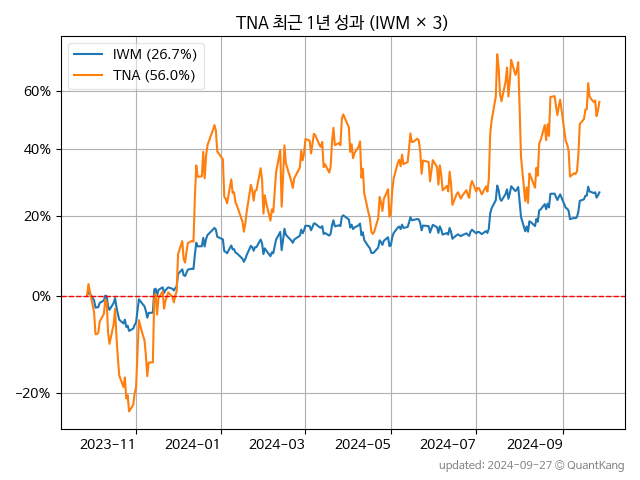 TNA 최근 1년 성과 (IWM × 3)
IWM (26.7%)
TNA (56.0%)
60%
40%
20%
0%
−20%
2023−11 2024−01 2024−03 2024−05 2024−07 2024−09
updated: 2024−09−27 © QuantKang